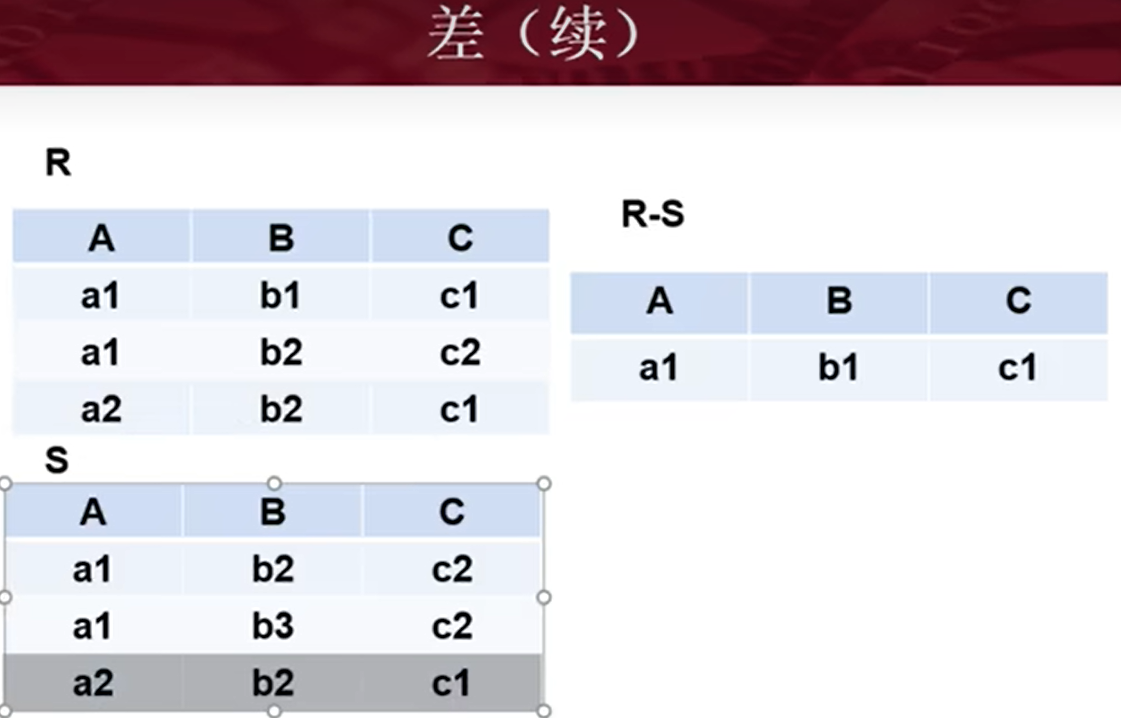 差（续）
R
A B C
a1 b1 c1
a1 b2 c2
a2 b2 c1
R-S
A B C
a1 b1 c1
S
A B C
a1 b2 c2
a1 b3 c2
a2 b2 c1